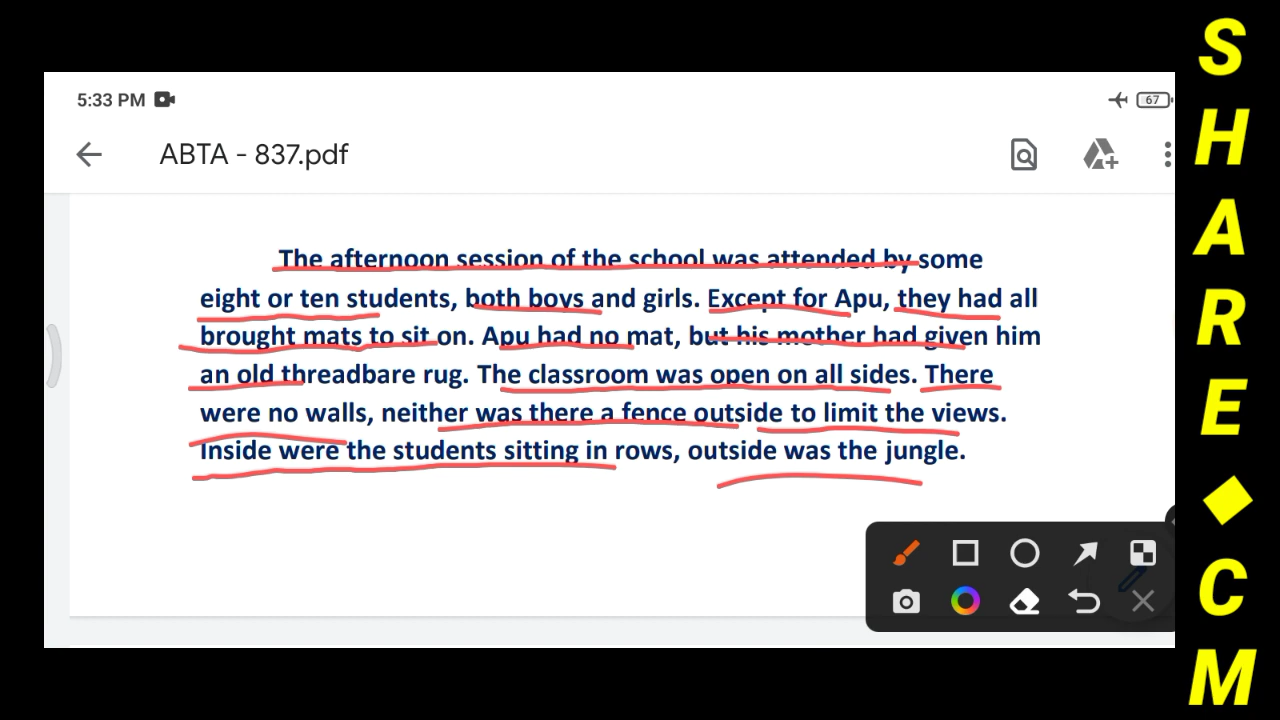 5:33 PM
67
ABTA - 837.pdf
The afternoon session of the school was attended by some
eight or ten students, both boys and girls. Except for Apu, they had all
brought mats to sit on. Apu had no mat, but his mother had given him
an old threadbare rug. The classroom was open on all sides. There
were no walls, neither was there a fence outside to limit the views.
Inside were the students sitting in rows, outside was the jungle.
SHARE◆CM